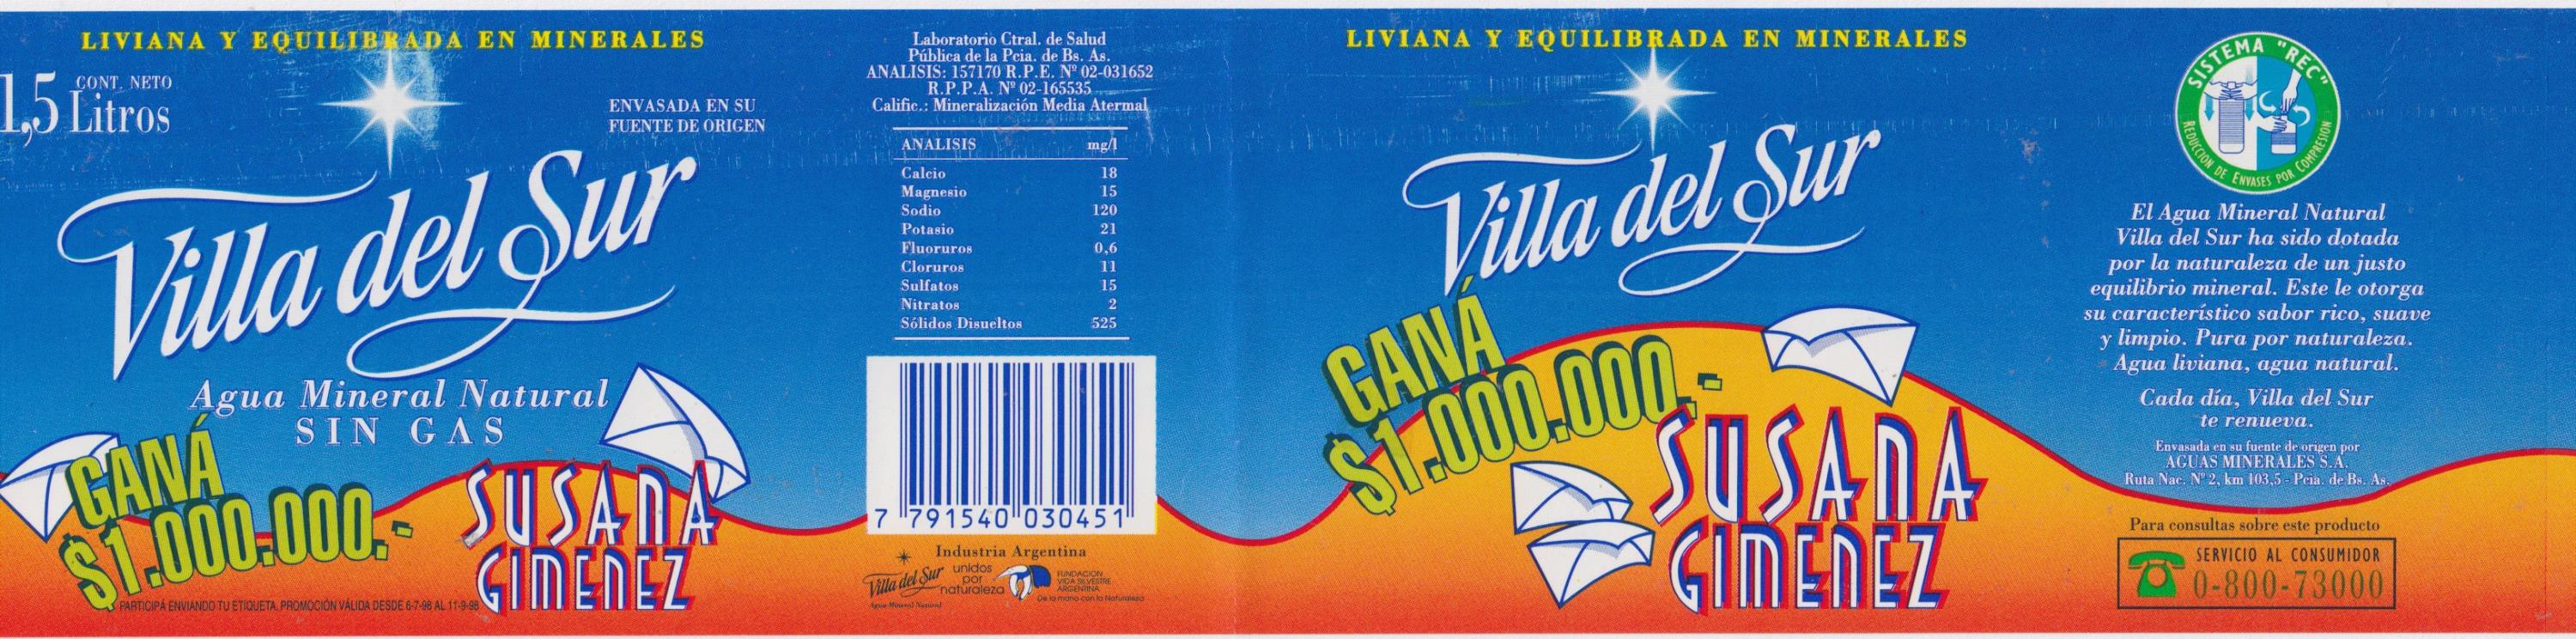 LIVIANA Y EQUILIBRADA EN MINERALES
CONT. NETO
1,5 Litros
ENVASADA EN SU
FUENTE DE ORIGEN
Villa del Sur
Agua Mineral Natural
SIN GAS
GANÁ
$1.000.000.-
SUSANA
GIMENEZ
PARTICIPÁ ENVIANDO TU ETIQUETA. PROMOCIÓN VÁLIDA DESDE 6-7-98 AL 11-9-98
Laboratorio Ctral. de Salud
Pública de la Pcia. de Bs. As.
ANALISIS: 157170 R.P.E. Nº 02-031652
R.P.P.A. Nº 02-165535
Calific.: Mineralización Media Atermal
ANALISIS mg/l
Calcio 18
Magnesio 15
Sodio 120
Potasio 21
Fluoruros 0,6
Cloruros 11
Sulfatos 15
Nitratos 2
Sólidos Disueltos 525
7 791540 030451
Industria Argentina
Villa del Sur
Agua Mineral Natural
unidos
por
naturaleza
FUNDACION
VIDA SILVESTRE
ARGENTINA
De la mano con la Naturaleza
LIVIANA Y EQUILIBRADA EN MINERALES
Villa del Sur
GANÁ
$1.000.000.-
SUSANA
GIMENEZ
SISTEMA "REC"
REDUCCION DE ENVASES POR COMPRESION
El Agua Mineral Natural
Villa del Sur ha sido dotada
por la naturaleza de un justo
equilibrio mineral. Este le otorga
su característico sabor rico, suave
y limpio. Pura por naturaleza.
Agua liviana, agua natural.
Cada día, Villa del Sur
te renueva.
Envasada en su fuente de origen por
AGUAS MINERALES S.A.
Ruta Nac. Nº 2, km 103,5 - Pcia. de Bs. As.
Para consultas sobre este producto
SERVICIO AL CONSUMIDOR
0-800-73000